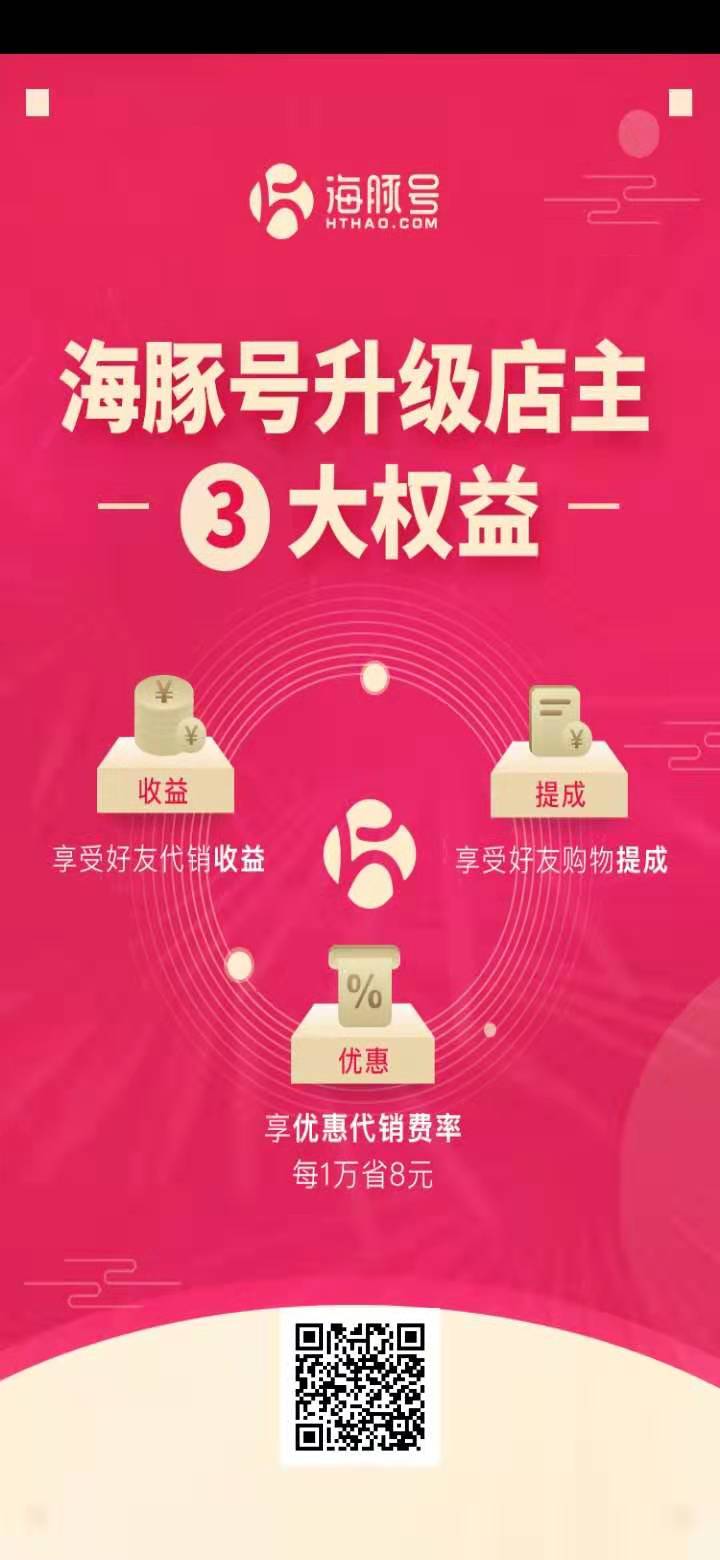 海豚号
HTHAO.COM
海豚号升级店主
3大权益
¥
¥
收益
享受好友代销收益
¥
提成
享受好友购物提成
%
优惠
享优惠代销费率
每1万省8元